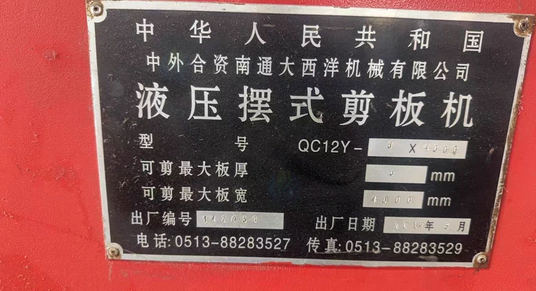 中华人民共和国
中外合资南通大西洋机械有限公司
液压摆式剪板机
型 号 QC12Y- X 4000
可剪最大板厚 mm
可剪最大板宽 4000 mm
出厂编号
出厂日期 年 月
电话:0513-88283527 传真:0513-88283529